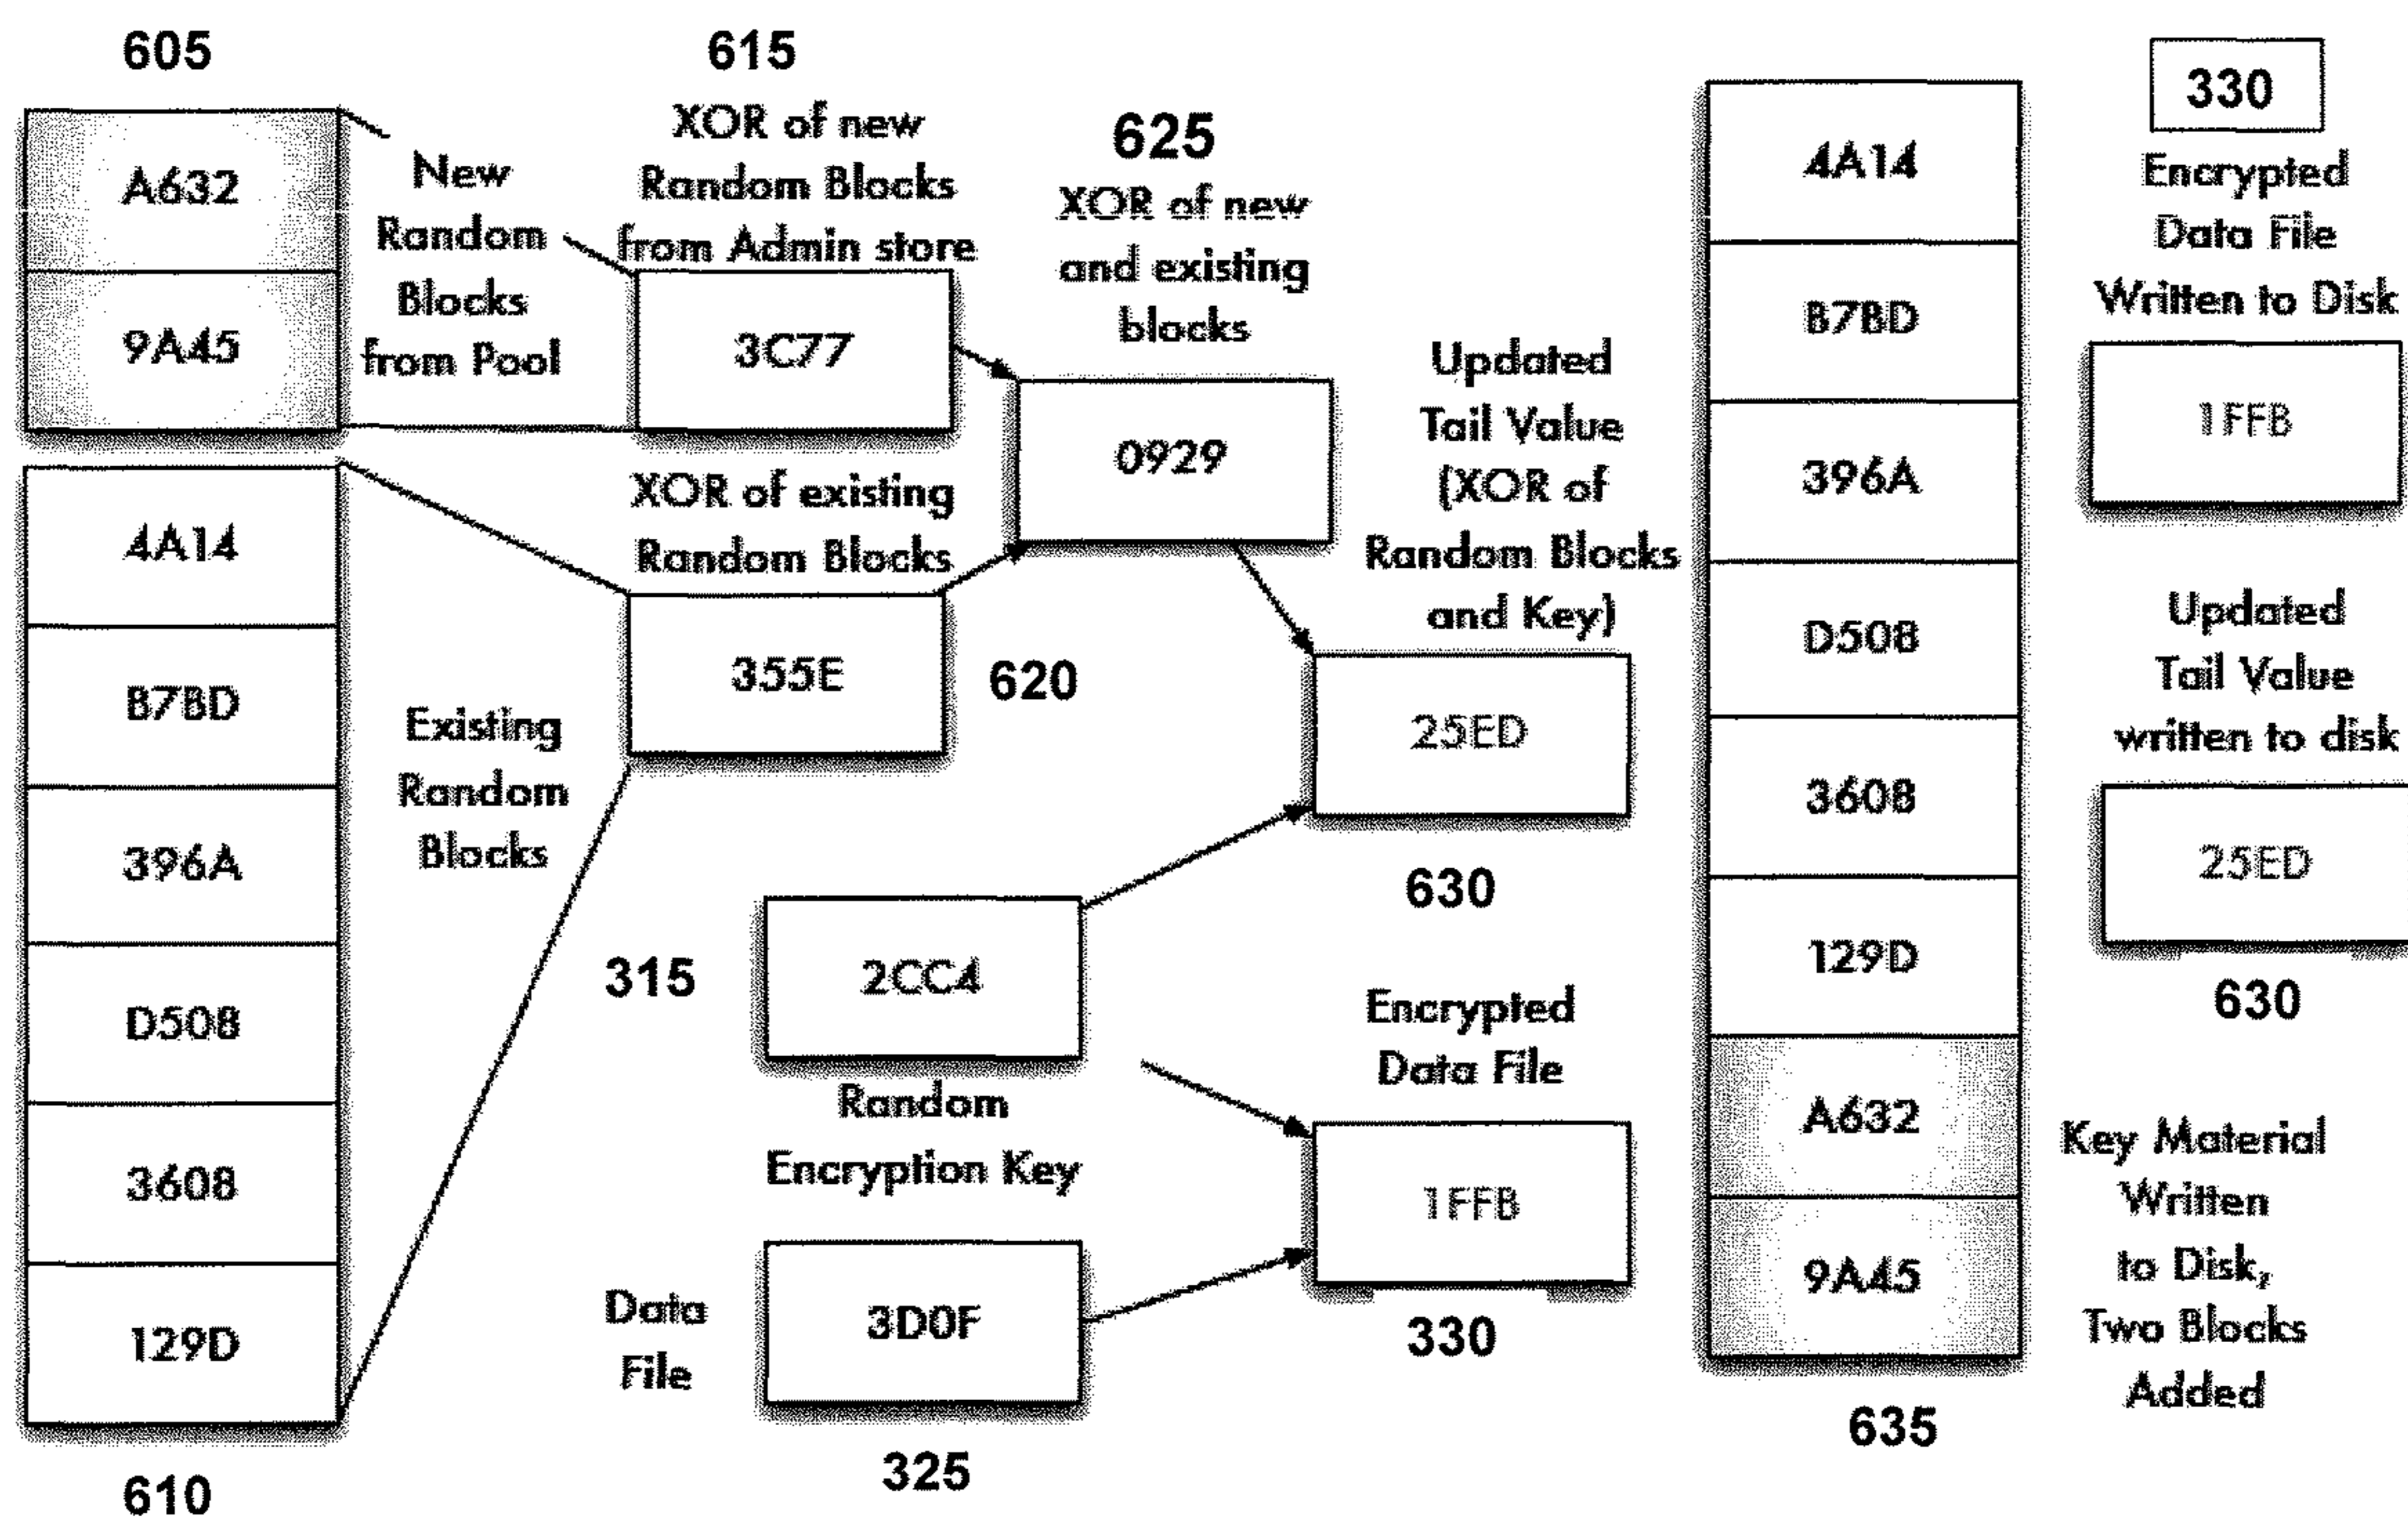 605
A632
9A45
New
Random
Blocks
from Pool
4A14
B7BD
396A
D508
3608
129D
610
Existing
Random
Blocks
615
XOR of new
Random Blocks
from Admin store
3C77
XOR of existing
Random Blocks
355E
620
625
XOR of new
and existing
blocks
0929
Updated
Tail Value
(XOR of
Random Blocks
and Key)
25ED
630
315
2CC4
Random
Encryption Key
Data
File
3D0F
325
Encrypted
Data File
1FFB
330
4A14
B7BD
396A
D508
3608
129D
A632
9A45
635
330
Encrypted
Data File
Written to Disk
1FFB
Updated
Tail Value
written to disk
25ED
630
Key Material
Written
to Disk,
Two Blocks
Added